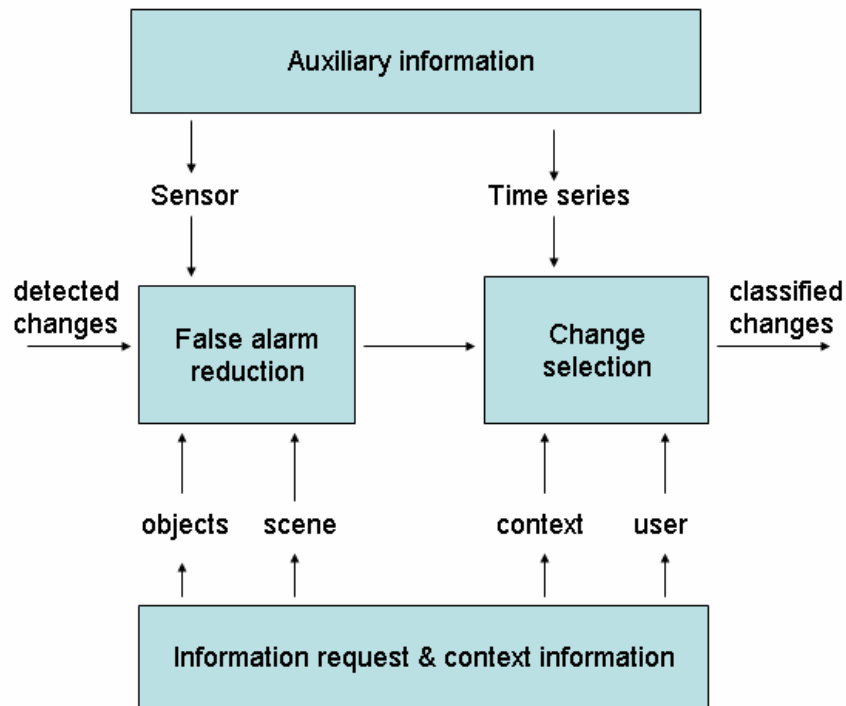 Auxiliary information
Sensor
Time series
detected
changes
False alarm
reduction
Change
selection
classified
changes
objects
scene
context
user
Information request & context information